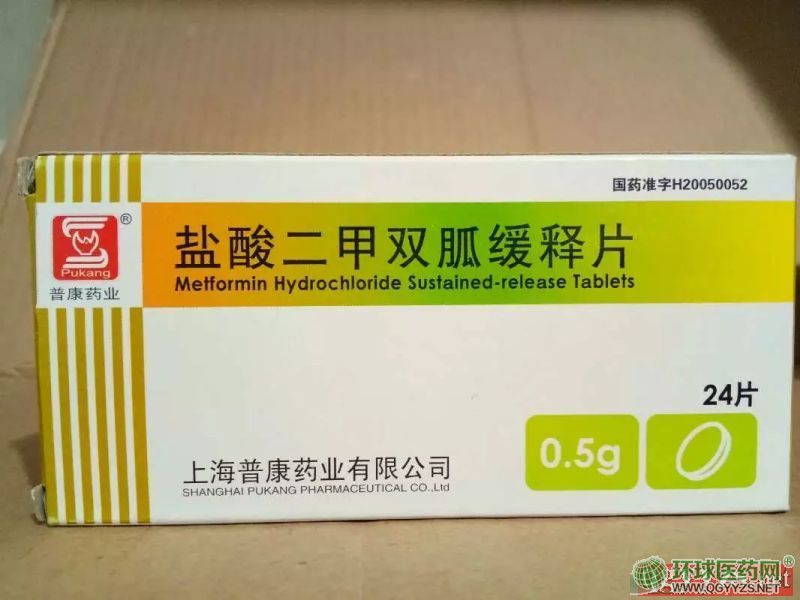 国药准字H20050052
®
Pukang
普康药业
盐酸二甲双胍缓释片
Metformin Hydrochloride Sustained-release Tablets
24片
0.5g
上海普康药业有限公司
SHANGHAI PUKANG PHARMACEUTICAL CO.,Ltd
环球医药网®
WWW.QGYYZS.NET